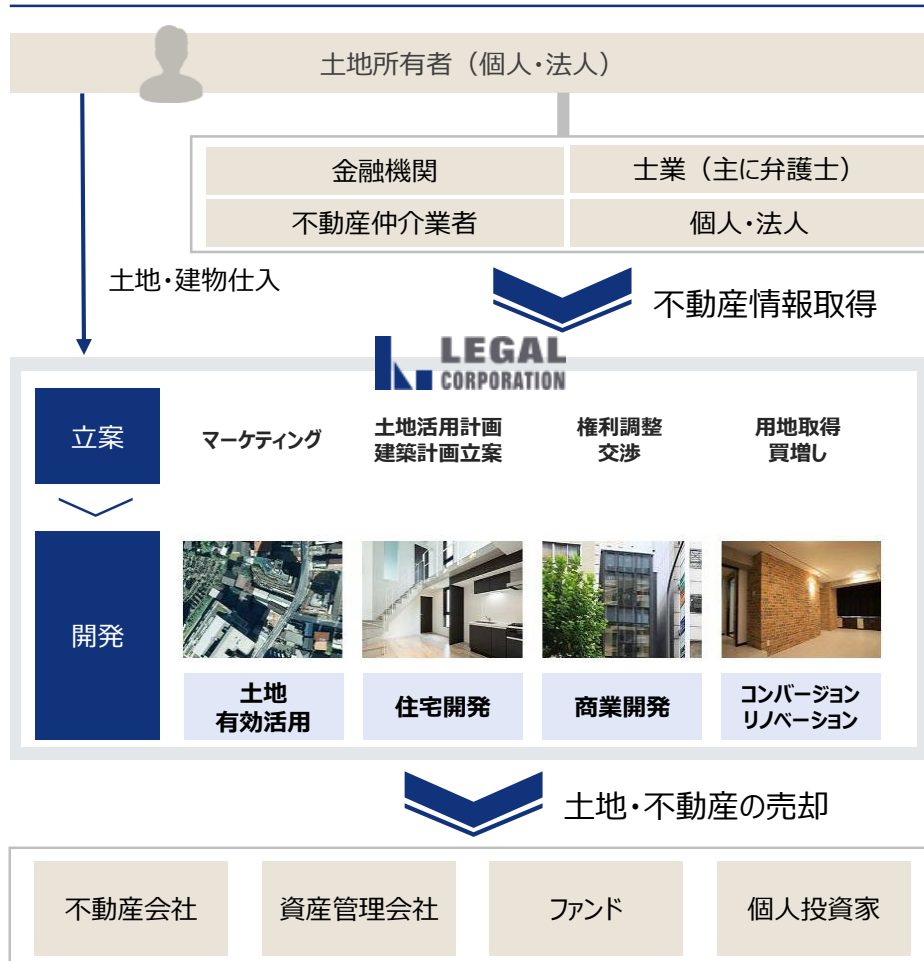 土地所有者（個人・法人）
金融機関
士業（主に弁護士）
不動産仲介業者
個人・法人
土地・建物仕入
不動産情報取得
LEGAL
CORPORATION
立案
マーケティング
土地活用計画
建築計画立案
権利調整
交渉
用地取得
買増し
開発
土地
有効活用
住宅開発
商業開発
コンバージョン
リノベーション
土地・不動産の売却
不動産会社
資産管理会社
ファンド
個人投資家